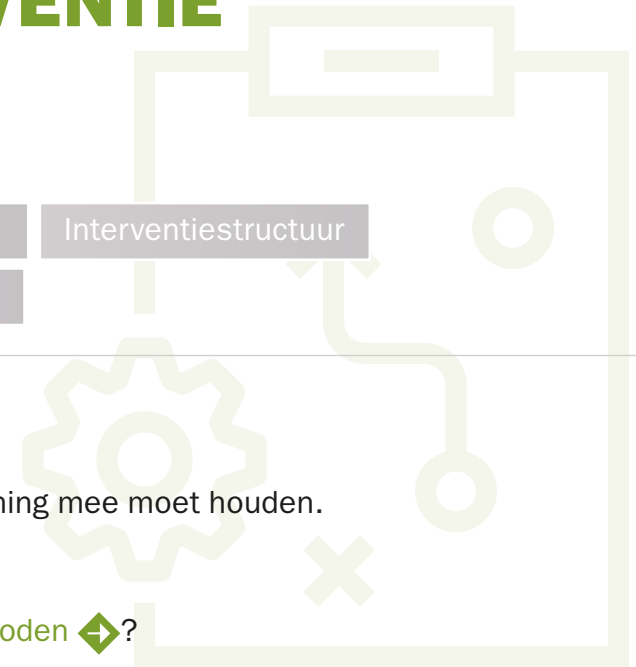 VENTIE
Interventiestructuur
ning mee moet houden.
oden ?